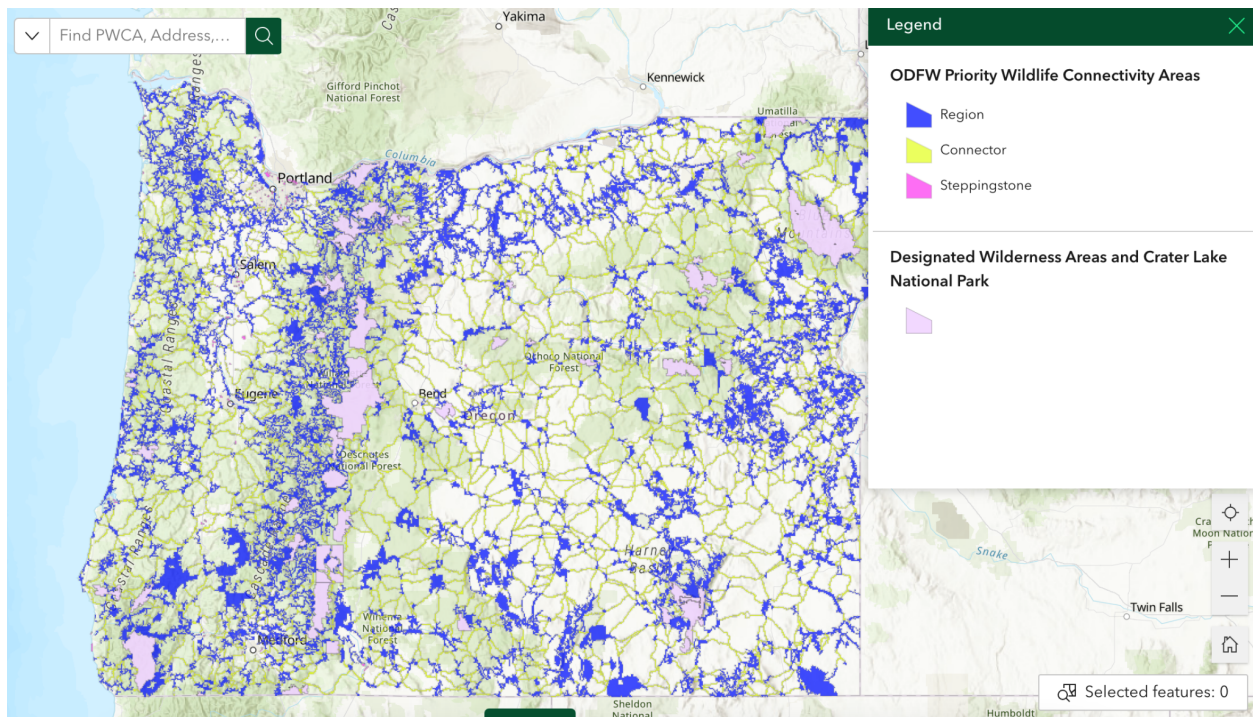 Find PWCA, Address,...
Yakima
Gifford Pinchot
National Forest
Kennewick
Umatilla
Columbia
Portland
Salem
Coastal Ranges
Ochoco National
Forest
Eugene
Bend
Oregon
Deschutes
National Forest
Harney
Basin
Winema
National
Forest
Medford
Sheldon
National
Legend
ODFW Priority Wildlife Connectivity Areas
Region
Connector
Steppingstone
Designated Wilderness Areas and Crater Lake
National Park
Snake
Twin Falls
Humboldt
Selected features: 0